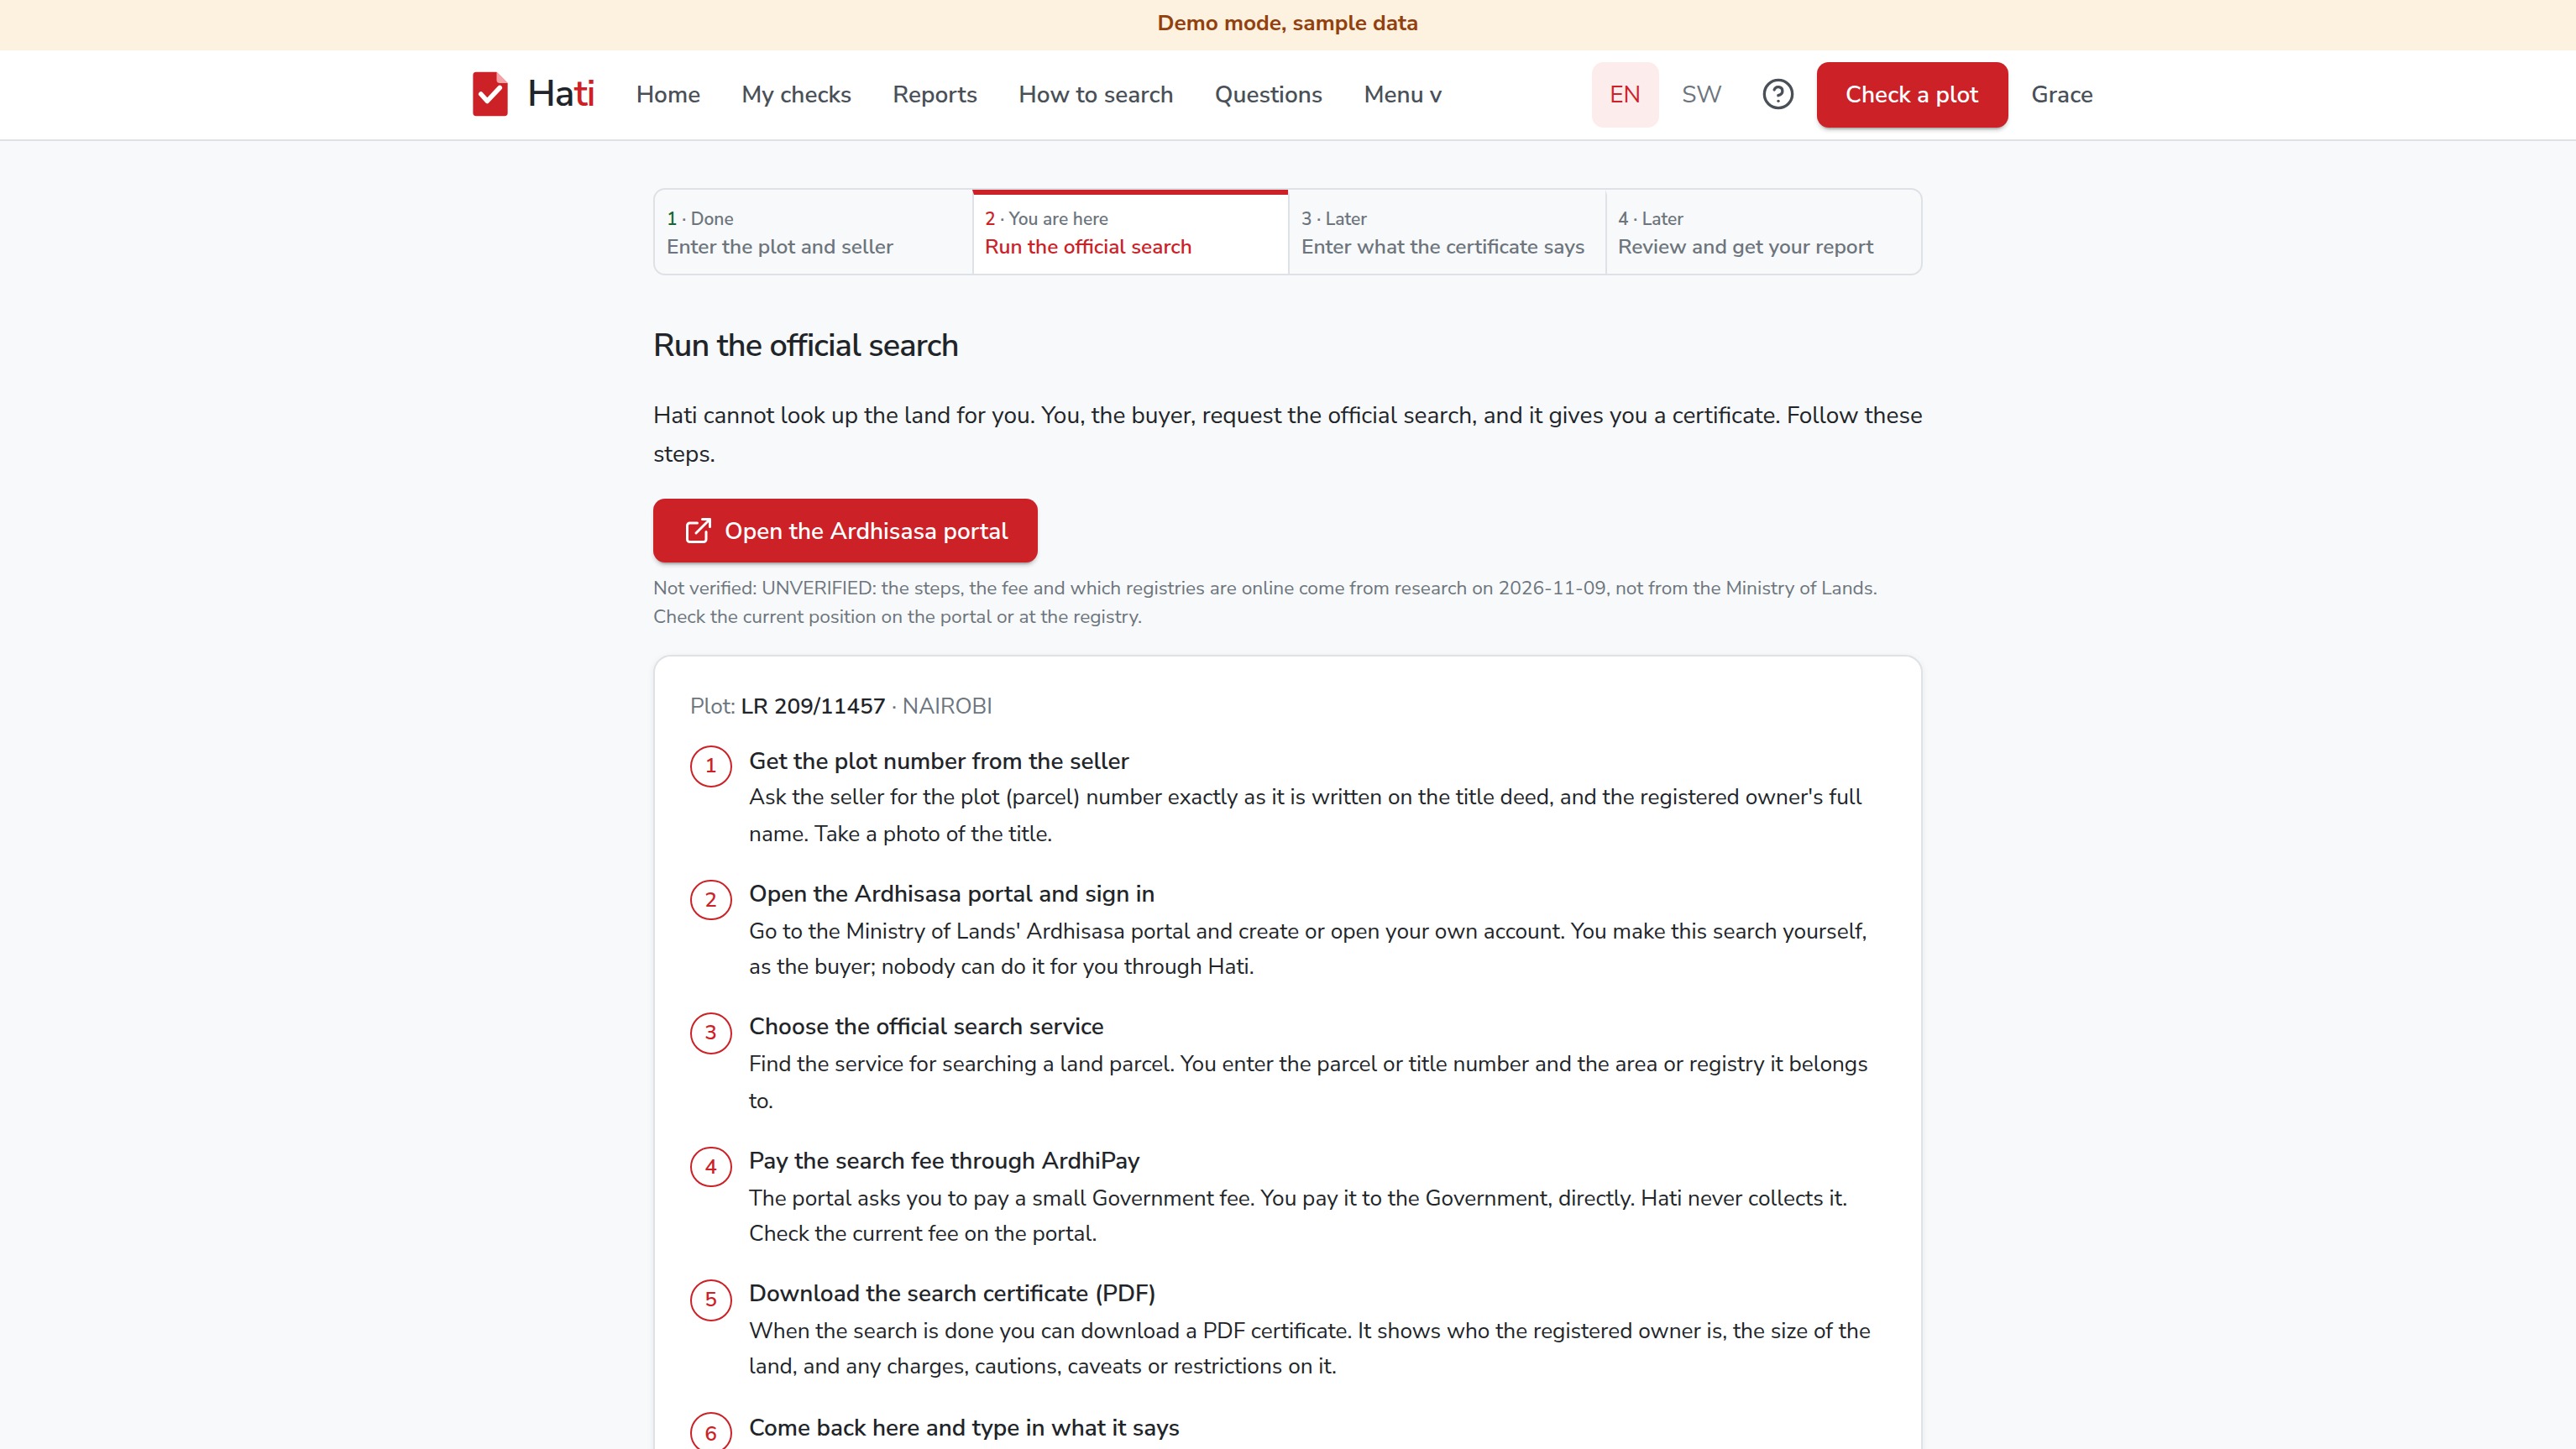 Demo mode, sample data
Hati
Home
My checks
Reports
How to search
Questions
Menu v
EN
SW
?
Check a plot
Grace
1 · Done
Enter the plot and seller
2 · You are here
Run the official search
3 · Later
Enter what the certificate says
4 · Later
Review and get your report
Run the official search
Hati cannot look up the land for you. You, the buyer, request the official search, and it gives you a certificate. Follow these
steps.
Open the Ardhisasa portal
Not verified: UNVERIFIED: the steps, the fee and which registries are online come from research on 2026-11-09, not from the Ministry of Lands.
Check the current position on the portal or at the registry.
Plot: LR 209/11457 · NAIROBI
1
Get the plot number from the seller
Ask the seller for the plot (parcel) number exactly as it is written on the title deed, and the registered owner's full
name. Take a photo of the title.
2
Open the Ardhisasa portal and sign in
Go to the Ministry of Lands' Ardhisasa portal and create or open your own account. You make this search yourself,
as the buyer; nobody can do it for you through Hati.
3
Choose the official search service
Find the service for searching a land parcel. You enter the parcel or title number and the area or registry it belongs
to.
4
Pay the search fee through ArdhiPay
The portal asks you to pay a small Government fee. You pay it to the Government, directly. Hati never collects it.
Check the current fee on the portal.
5
Download the search certificate (PDF)
When the search is done you can download a PDF certificate. It shows who the registered owner is, the size of the
land, and any charges, cautions, caveats or restrictions on it.
6
Come back here and type in what it says